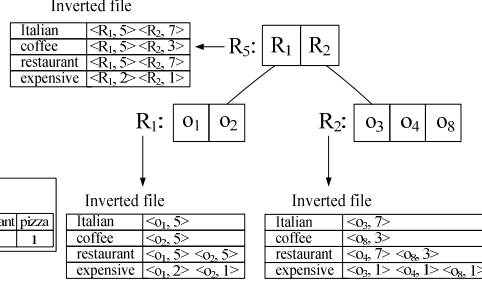 Inverted file
Italian <R1, 5> <R2, 7>
coffee <R1, 5> <R2, 3>
restaurant <R1, 5> <R2, 7>
expensive <R1, 2> <R2, 1>
R5: R1 R2
R1: o1 o2
R2: o3 o4 o8
pizza
1
Inverted file
Italian <o1, 5>
coffee <o2, 5>
restaurant <o1, 5> <o2, 5>
expensive <o1, 2> <o2, 1>
Inverted file
Italian <o3, 7>
coffee <o8, 3>
restaurant <o4, 7> <o8, 3>
expensive <o3, 1> <o4, 1> <o8, 1>